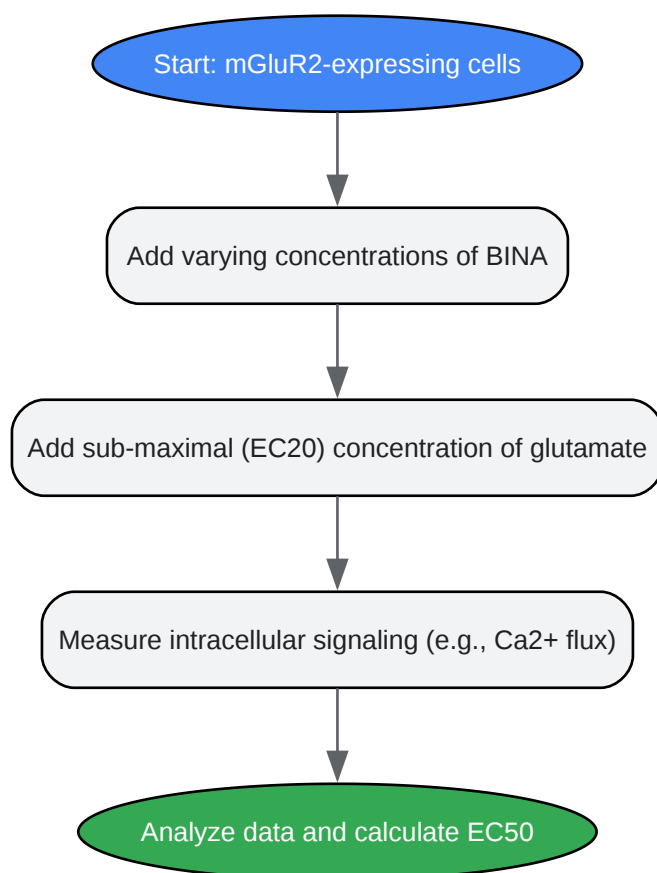 Start: mGluR2-expressing cells
Add varying concentrations of BINA
Add sub-maximal (EC20) concentration of glutamate
Measure intracellular signaling (e.g., Ca2+ flux)
Analyze data and calculate EC50